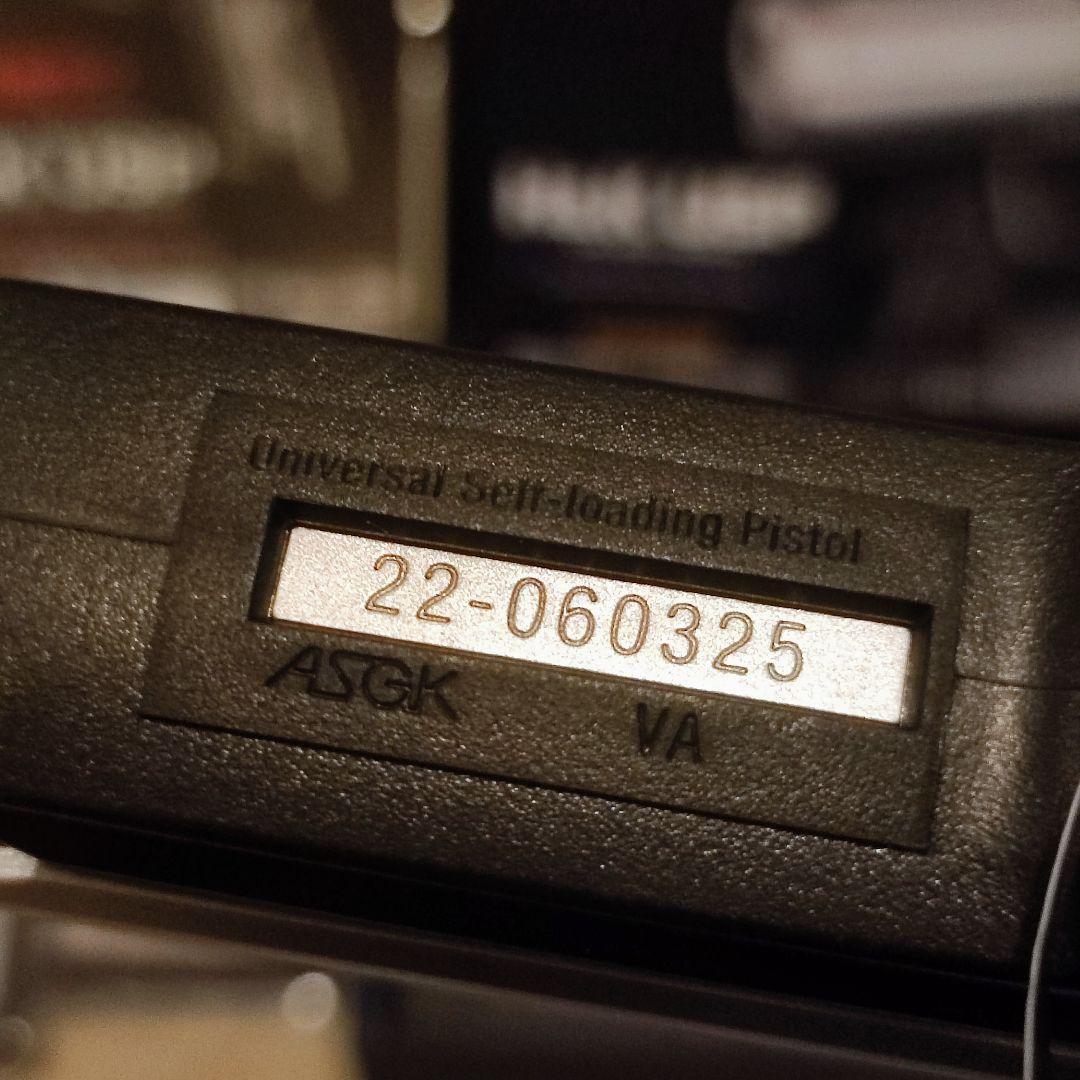 Universal Self-loading Pistol
22-060325
ASGK
VA